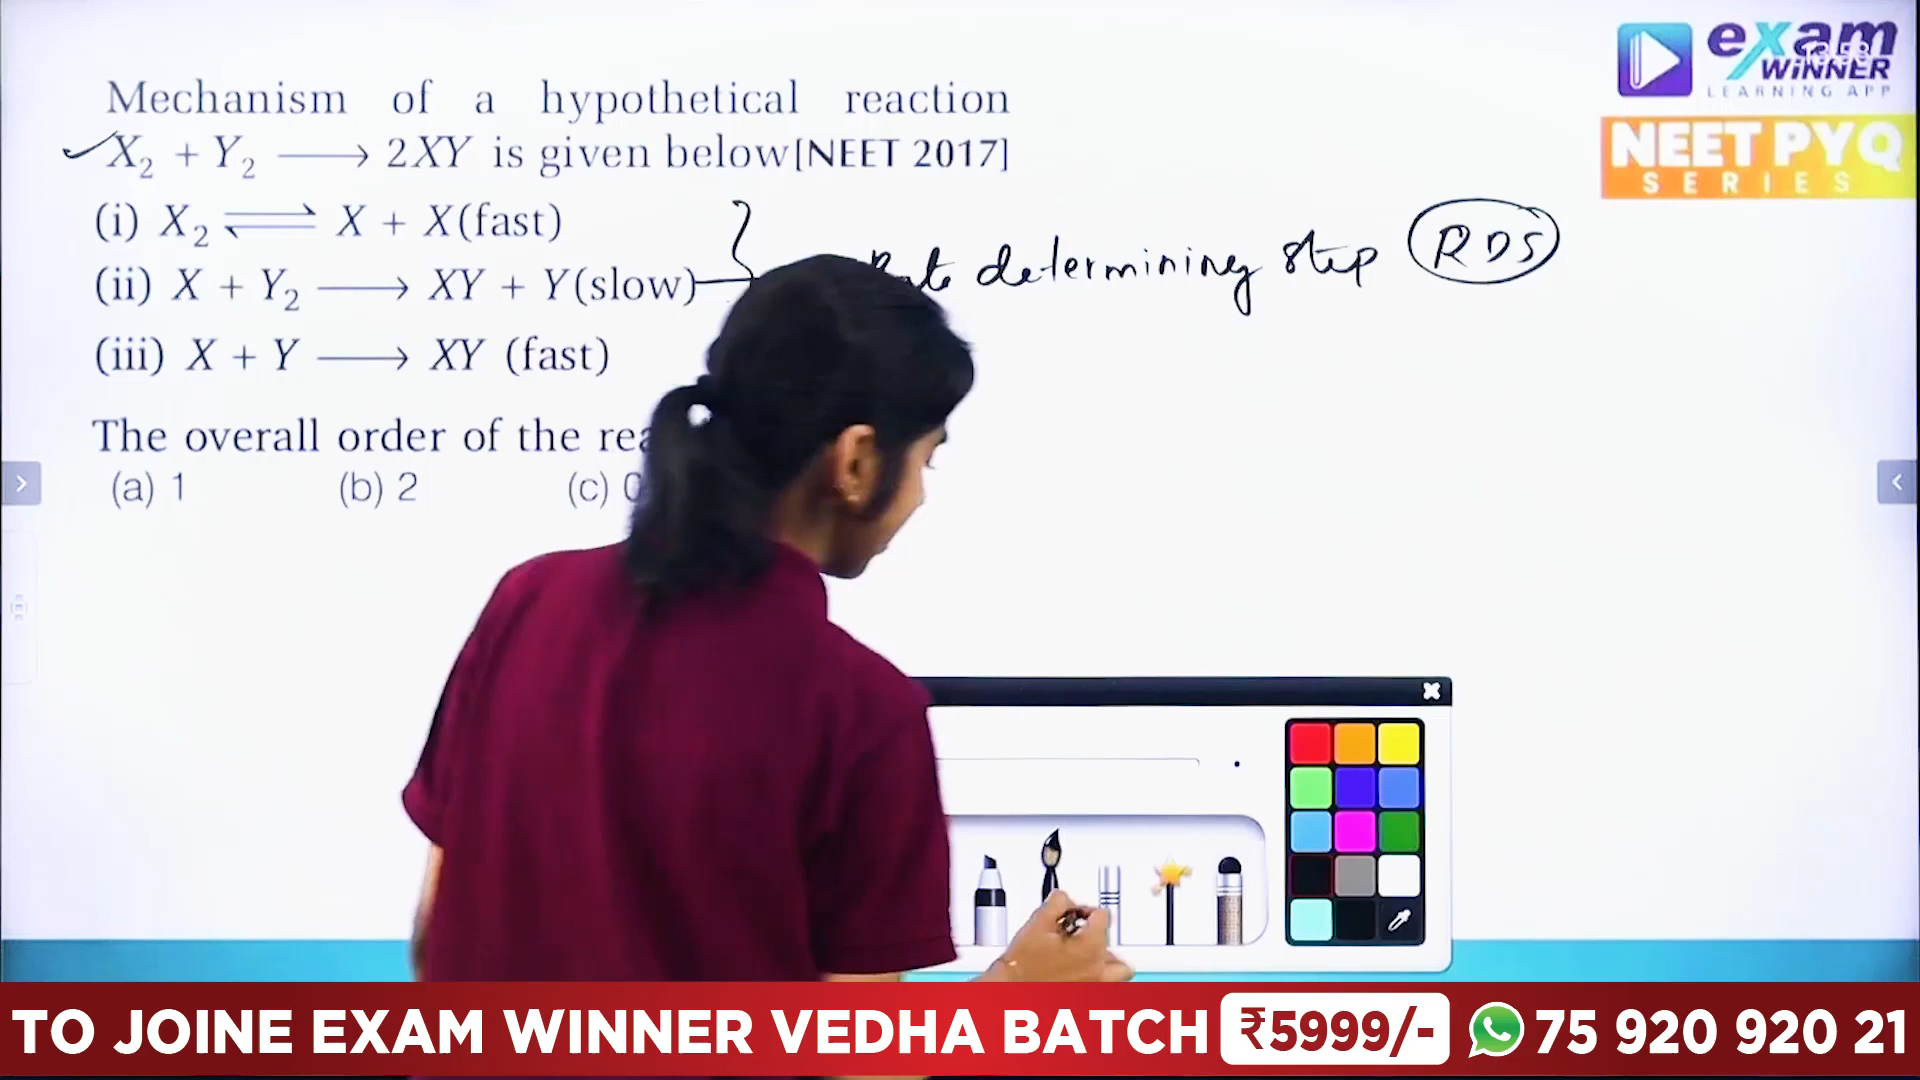 exam
WINNER
LEARNING APP
NEET PYQ
SERIES
Mechanism of a hypothetical reaction
X₂ + Y₂ ⟶ 2XY is given below [NEET 2017]
(i) X₂ ⇌ X + X(fast)
(ii) X + Y₂ ⟶ XY + Y(slow)
determining step RDS
(iii) X + Y ⟶ XY (fast)
The overall order of the
(a) 1 (b) 2 (c)
TO JOINE EXAM WINNER VEDHA BATCH ₹5999/- 75 920 920 21